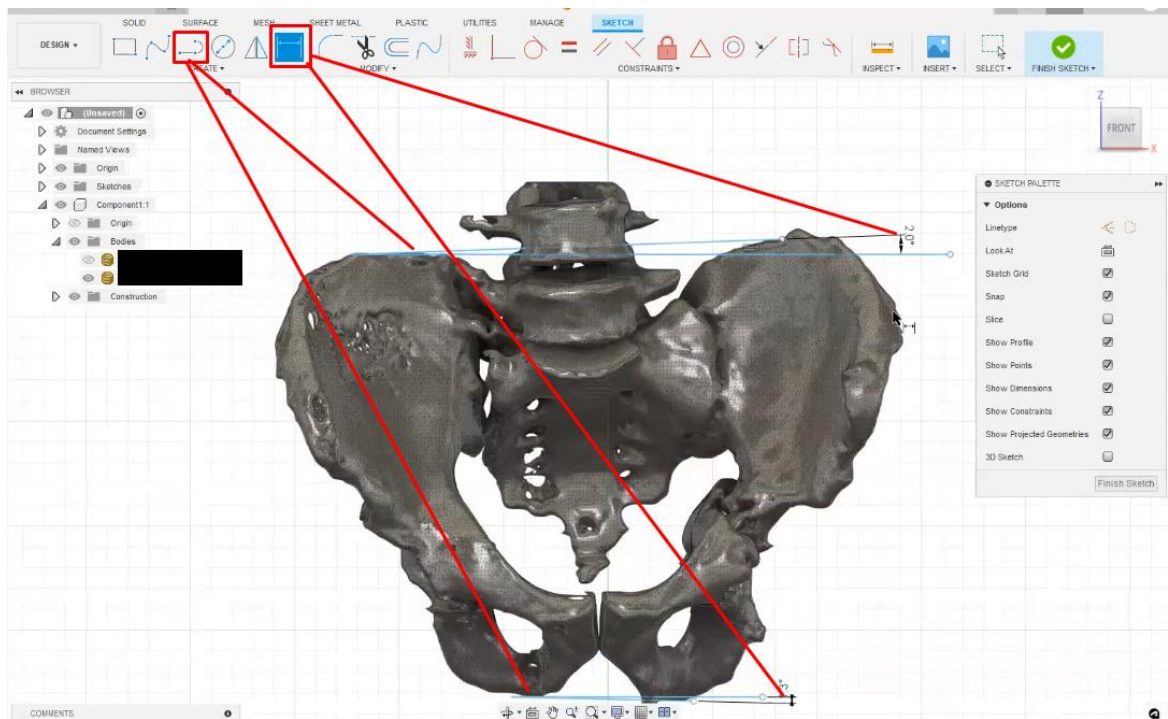 SOLID SURFACE MESH SHEET METAL PLASTIC UTILITIES MANAGE SKETCH
DESIGN
MODIFY
CONSTRAINTS
INSPECT
INSERT
SELECT
FINISH SKETCH
BROWSER
(Unsaved)
Document Settings
Named Views
Origin
Sketches
Component1:1
Origin
Bodies
Construction
Z
FRONT
X
SKETCH PALETTE
Options
Linetype
Look At
Sketch Grid
Snap
Slice
Show Profile
Show Points
Show Dimensions
Show Constraints
Show Projected Geometries
3D Sketch
Finish Sketch
2.0°
COMMENTS